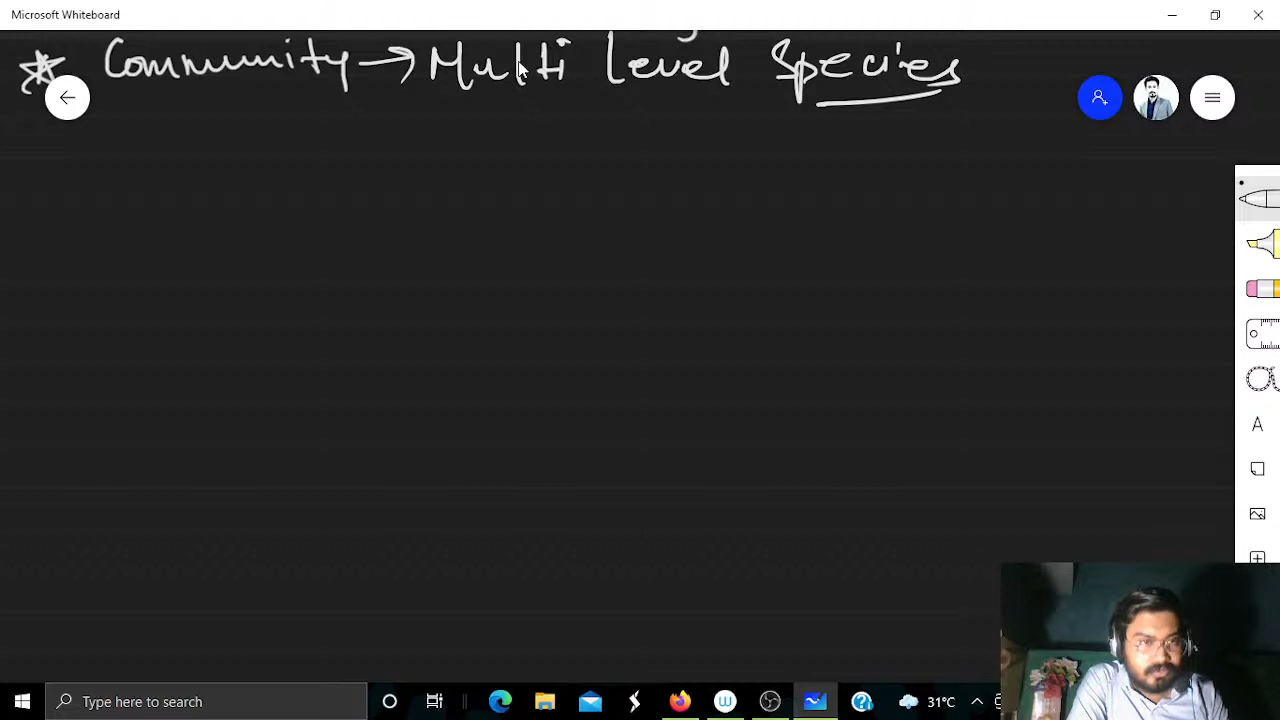 Microsoft Whiteboard
☆ Community → Multi Level Species
A
Type here to search
31°C